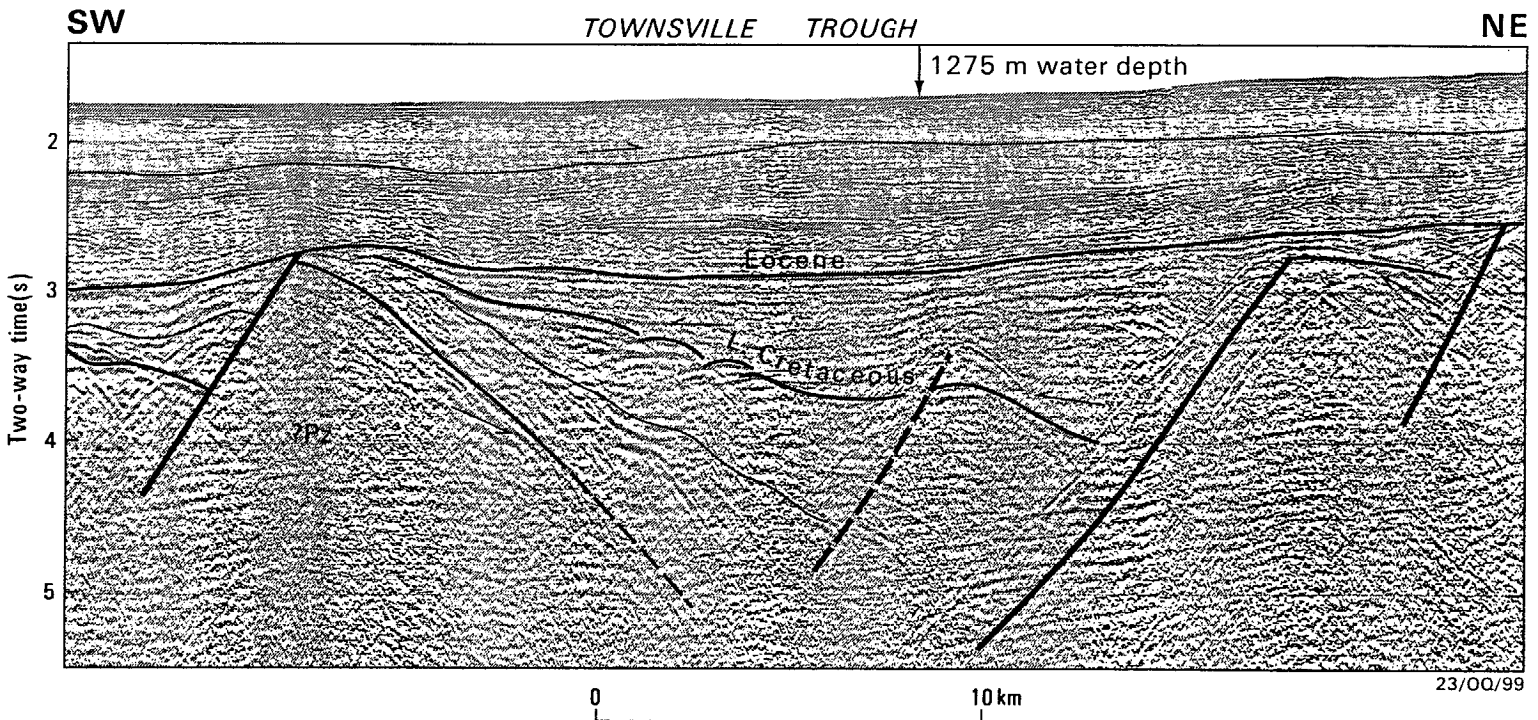 SW
TOWNSVILLE TROUGH
NE
1275 m water depth
2
Eocene
3
L. Cretaceous
Two-way time(s)
4
?Pz
5
23/OQ/99
0
10 km